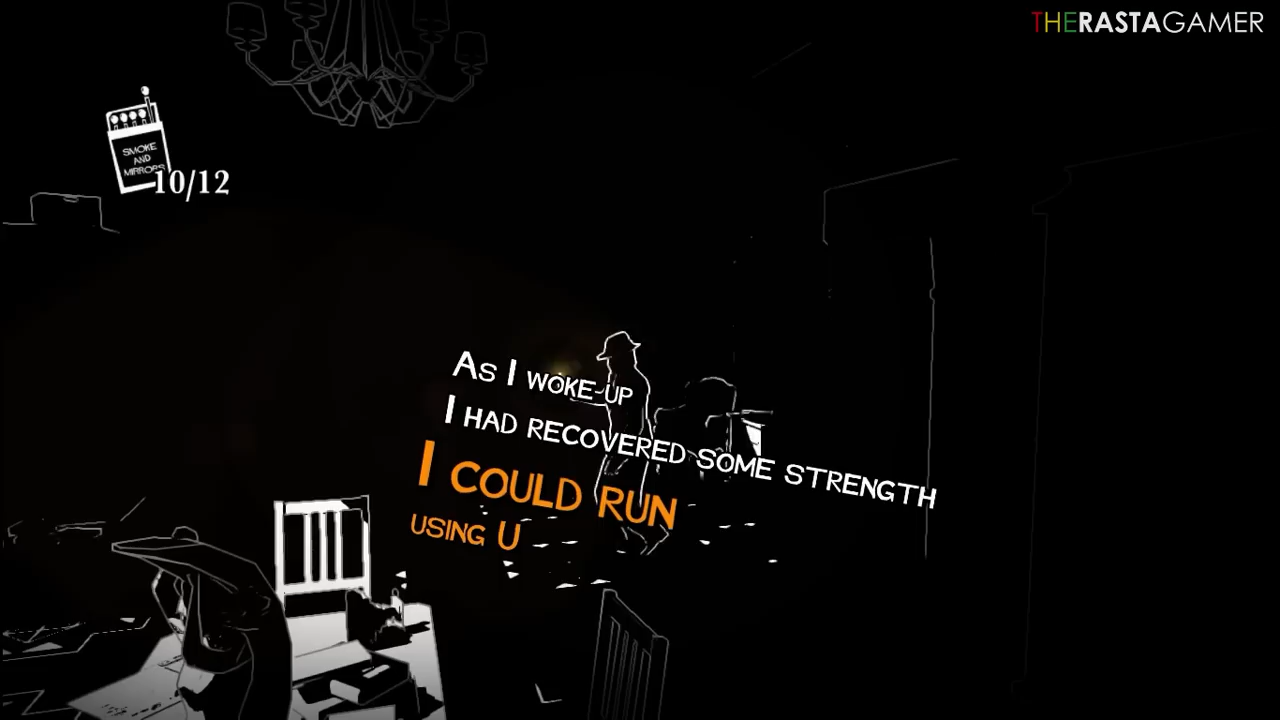 THERASTAGAMER
SMOKE
AND
MIRRORS
10/12
AS I WOKE-UP
I HAD RECOVERED SOME STRENGTH
I COULD RUN
USING U